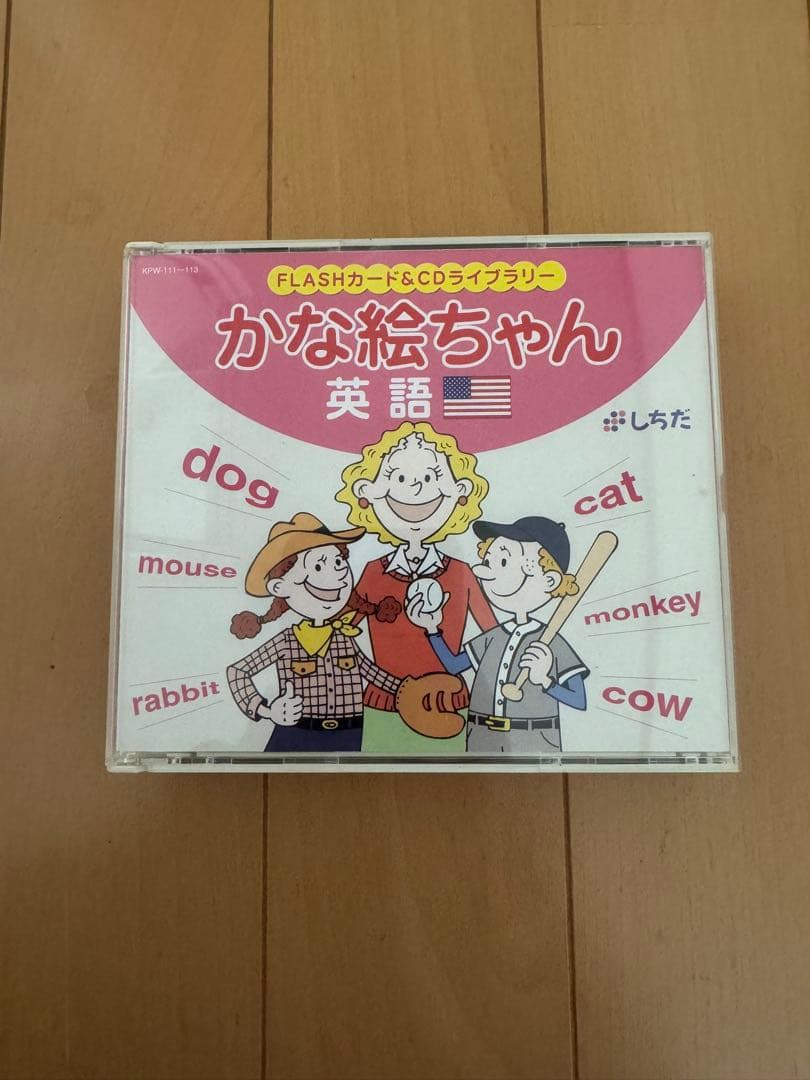 KPW-111〜113
FLASHカード&CDライブラリー
かな絵ちゃん
英語
しちだ
dog
cat
mouse
monkey
rabbit
cow